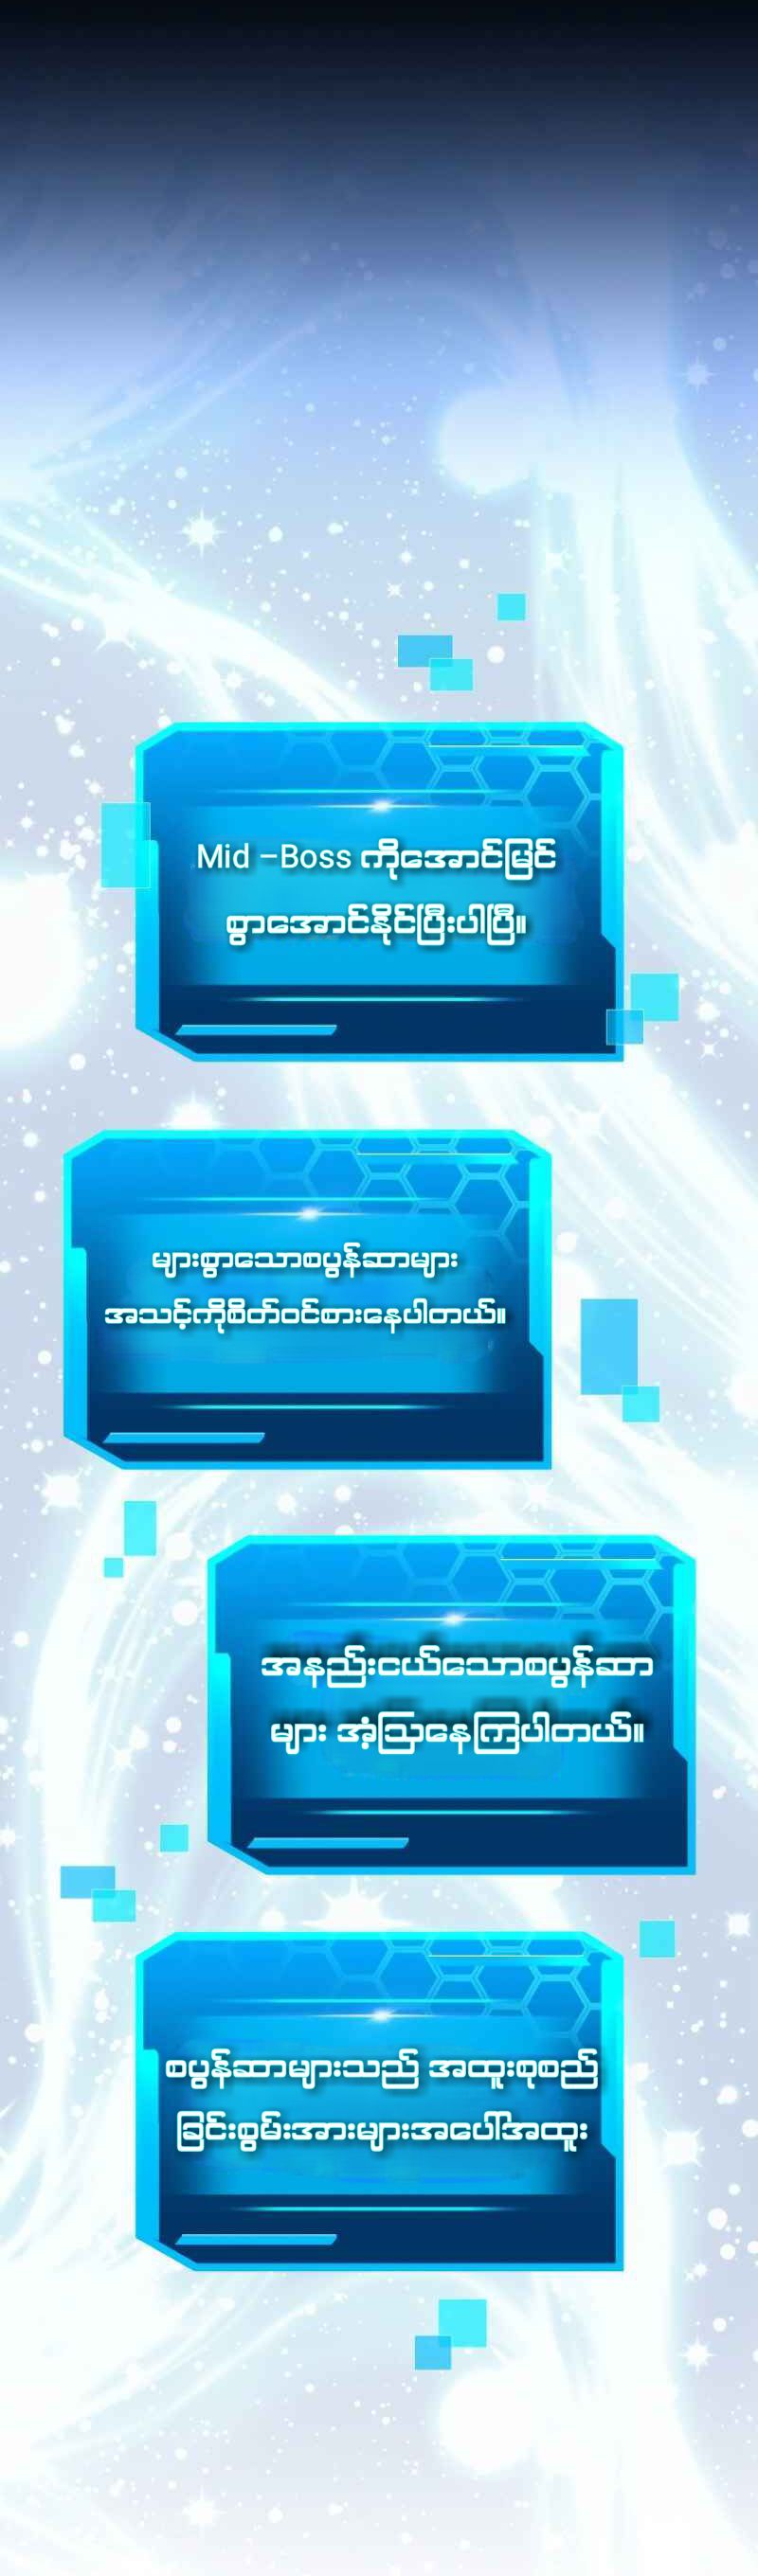 Mid –Boss ကိုအောင်မြင်
စွာအောင်နိုင်ပြီးပါပြီ။
များစွာသောစပွန်ဆာများ
အသင့်ကိုစိတ်ဝင်စားနေပါတယ်။
အနည်းငယ်သောစပွန်ဆာ
များ အံ့ဩနေကြပါတယ်။
စပွန်ဆာများသည် အထူးစုစည်
ခြင်းစွမ်းအားများအပေါ်အထူး